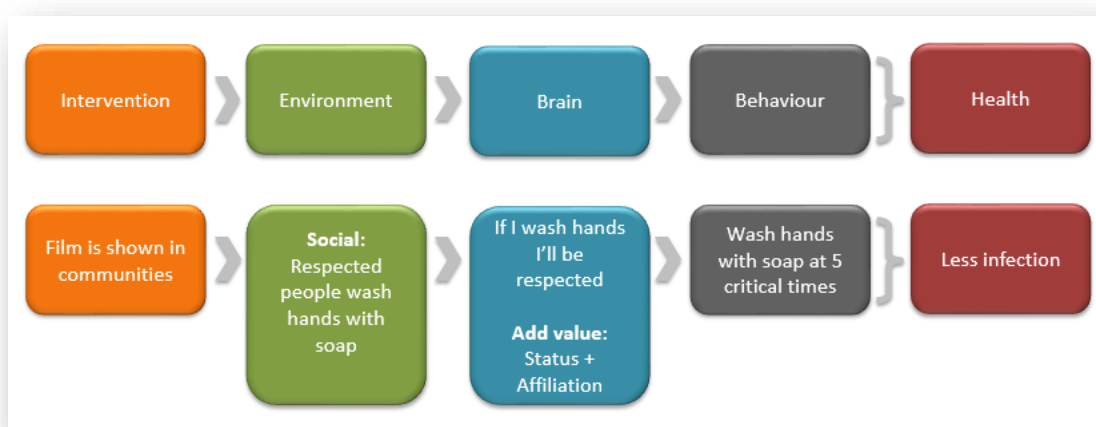 Intervention
Environment
Brain
Behaviour
Health
Film is shown in
communities
Social:
Respected
people wash
hands with
soap
If I wash hands
I’ll be
respected
Add value:
Status +
Affiliation
Wash hands
with soap at 5
critical times
Less infection